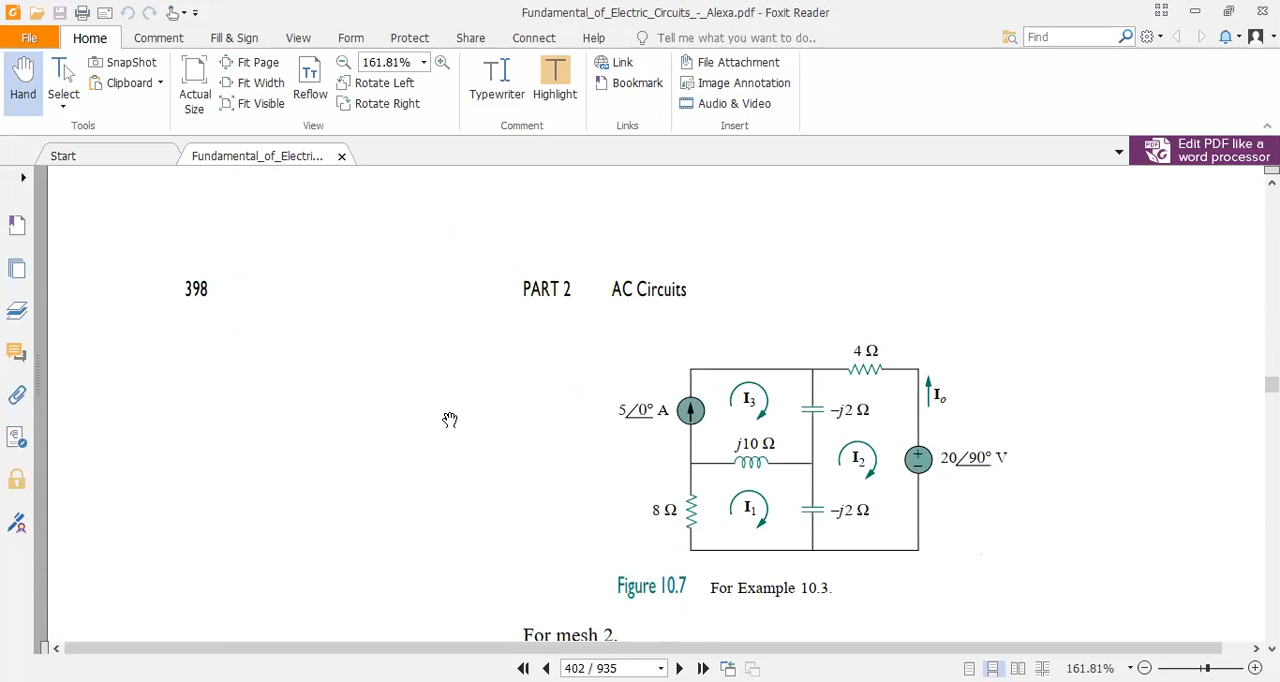 Fundamental_of_Electric_Circuits_-_Alexa.pdf - Foxit Reader
File Home Comment Fill & Sign View Form Protect Share Connect Help Tell me what you want to do.. Find
Hand
Select
SnapShot
Clipboard
Tools
Actual Size
Fit Page
Fit Width
Fit Visible
Reflow
161.81%
Rotate Left
Rotate Right
View
Typewriter
Highlight
Comment
Link
Bookmark
Links
File Attachment
Image Annotation
Audio & Video
Insert
Start
Fundamental_of_Electri...
Edit PDF like a
word processor
398 PART 2 AC Circuits
4 Ω
5∠0° A
I3
-j2 Ω
Io
j10 Ω
I2
20∠90° V
8 Ω
I1
-j2 Ω
Figure 10.7 For Example 10.3.
For mesh 2,
402 / 935
161.81%